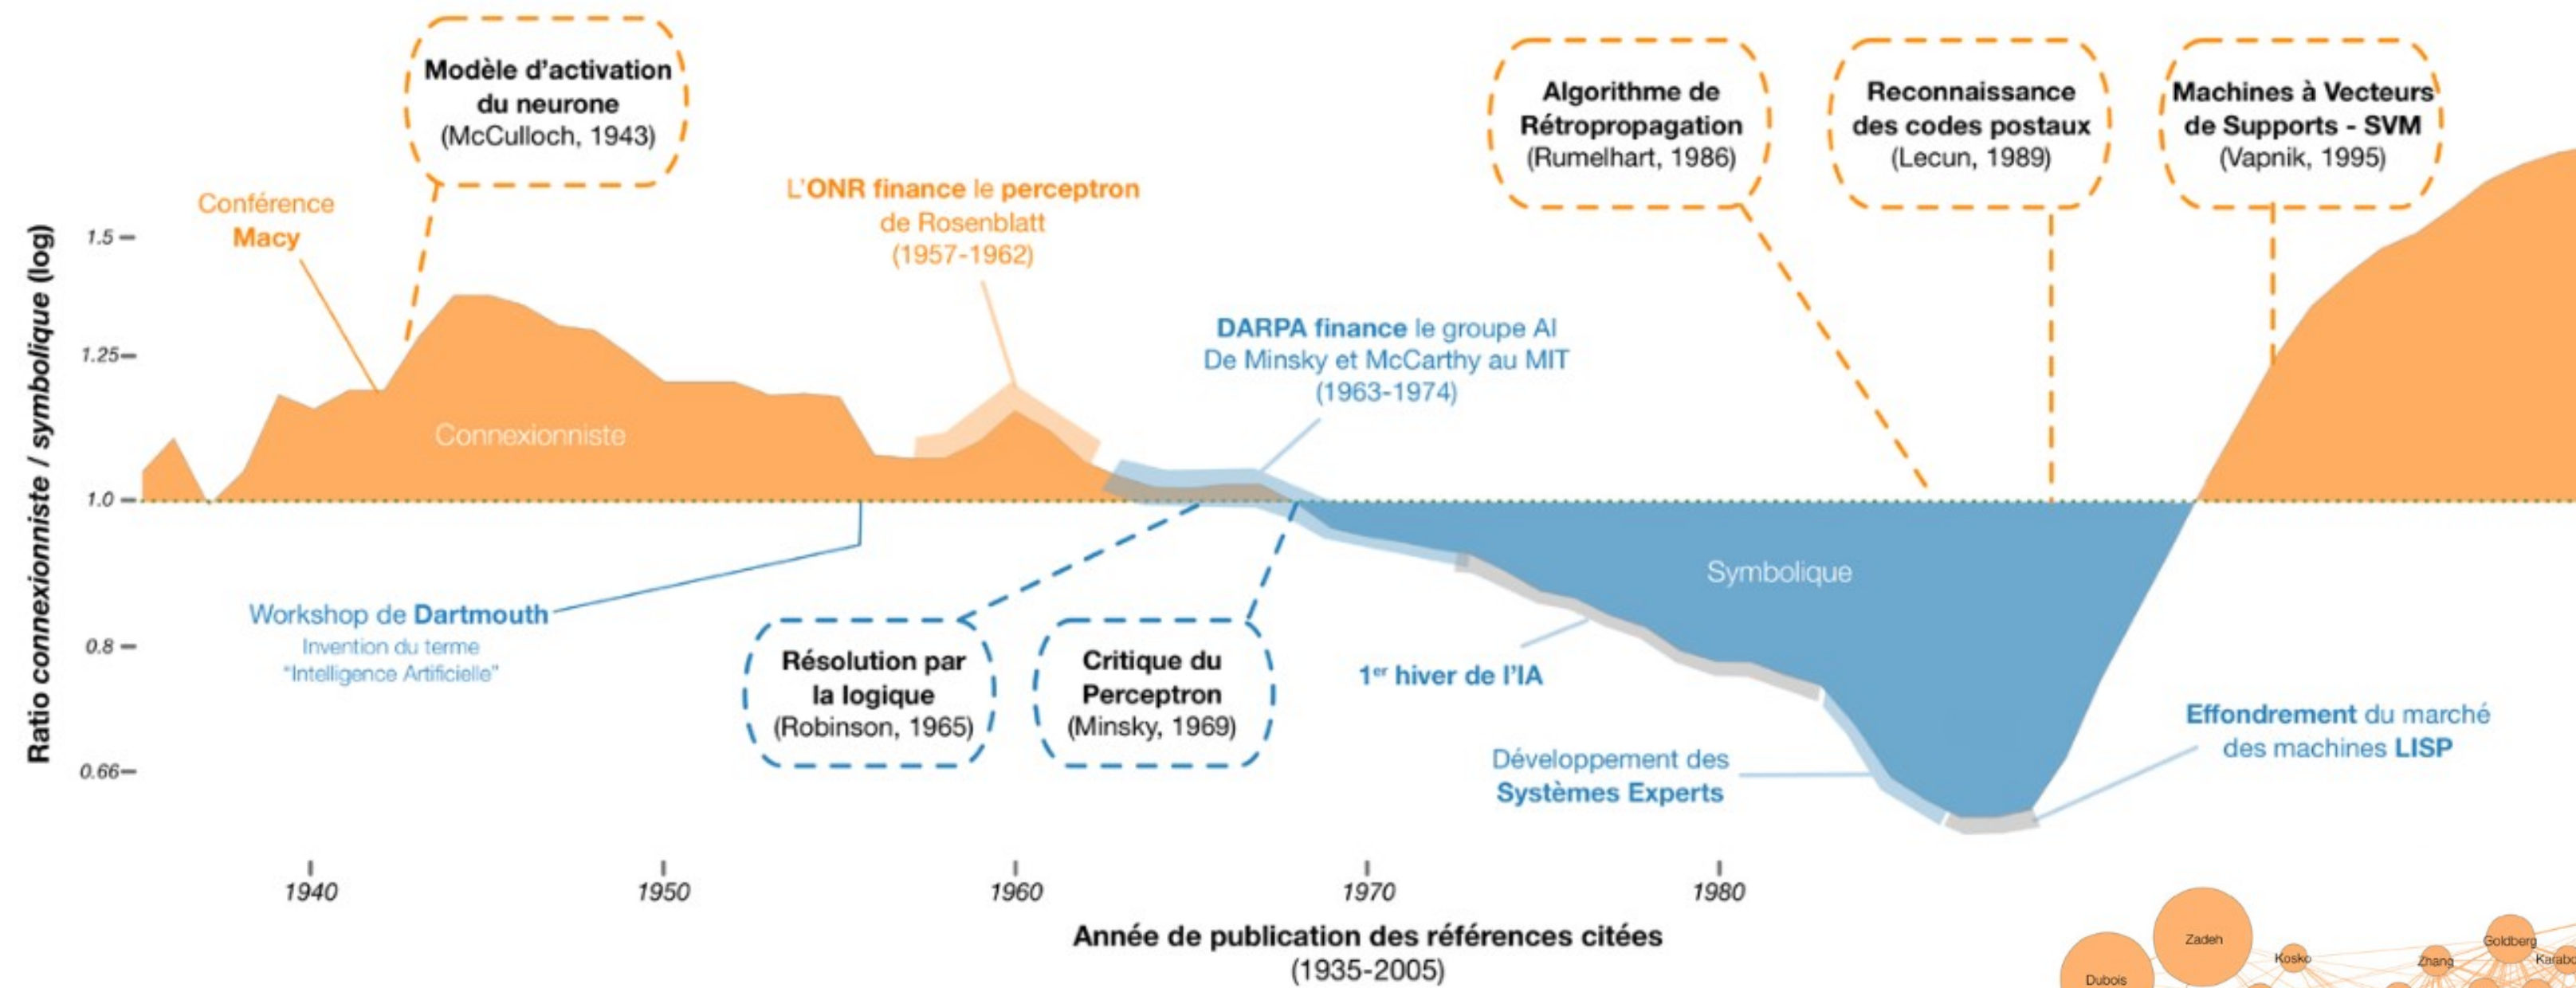 Modèle d'activation
du neurone
(McCulloch, 1943)
Conférence
Macy
L'ONR finance le perceptron
de Rosenblatt
(1957-1962)
Algorithme de
Rétropropagation
(Rumelhart, 1986)
Reconnaissance
des codes postaux
(Lecun, 1989)
Machines à Vecteurs
de Supports - SVM
(Vapnik, 1995)
DARPA finance le groupe AI
De Minsky et McCarthy au MIT
(1963-1974)
Ratio connexionniste / symbolique (log)
1.5
1.25
1.0
0.8
0.66
Connexionniste
Symbolique
Workshop de Dartmouth
Invention du terme
"Intelligence Artificielle"
Résolution par
la logique
(Robinson, 1965)
Critique du
Perceptron
(Minsky, 1969)
1er hiver de l'IA
Développement des
Systèmes Experts
Effondrement du marché
des machines LISP
1940 1950 1960 1970 1980
Année de publication des références citées
(1935-2005)
Zadeh
Dubois
Kosko
Zhang
Goldberg